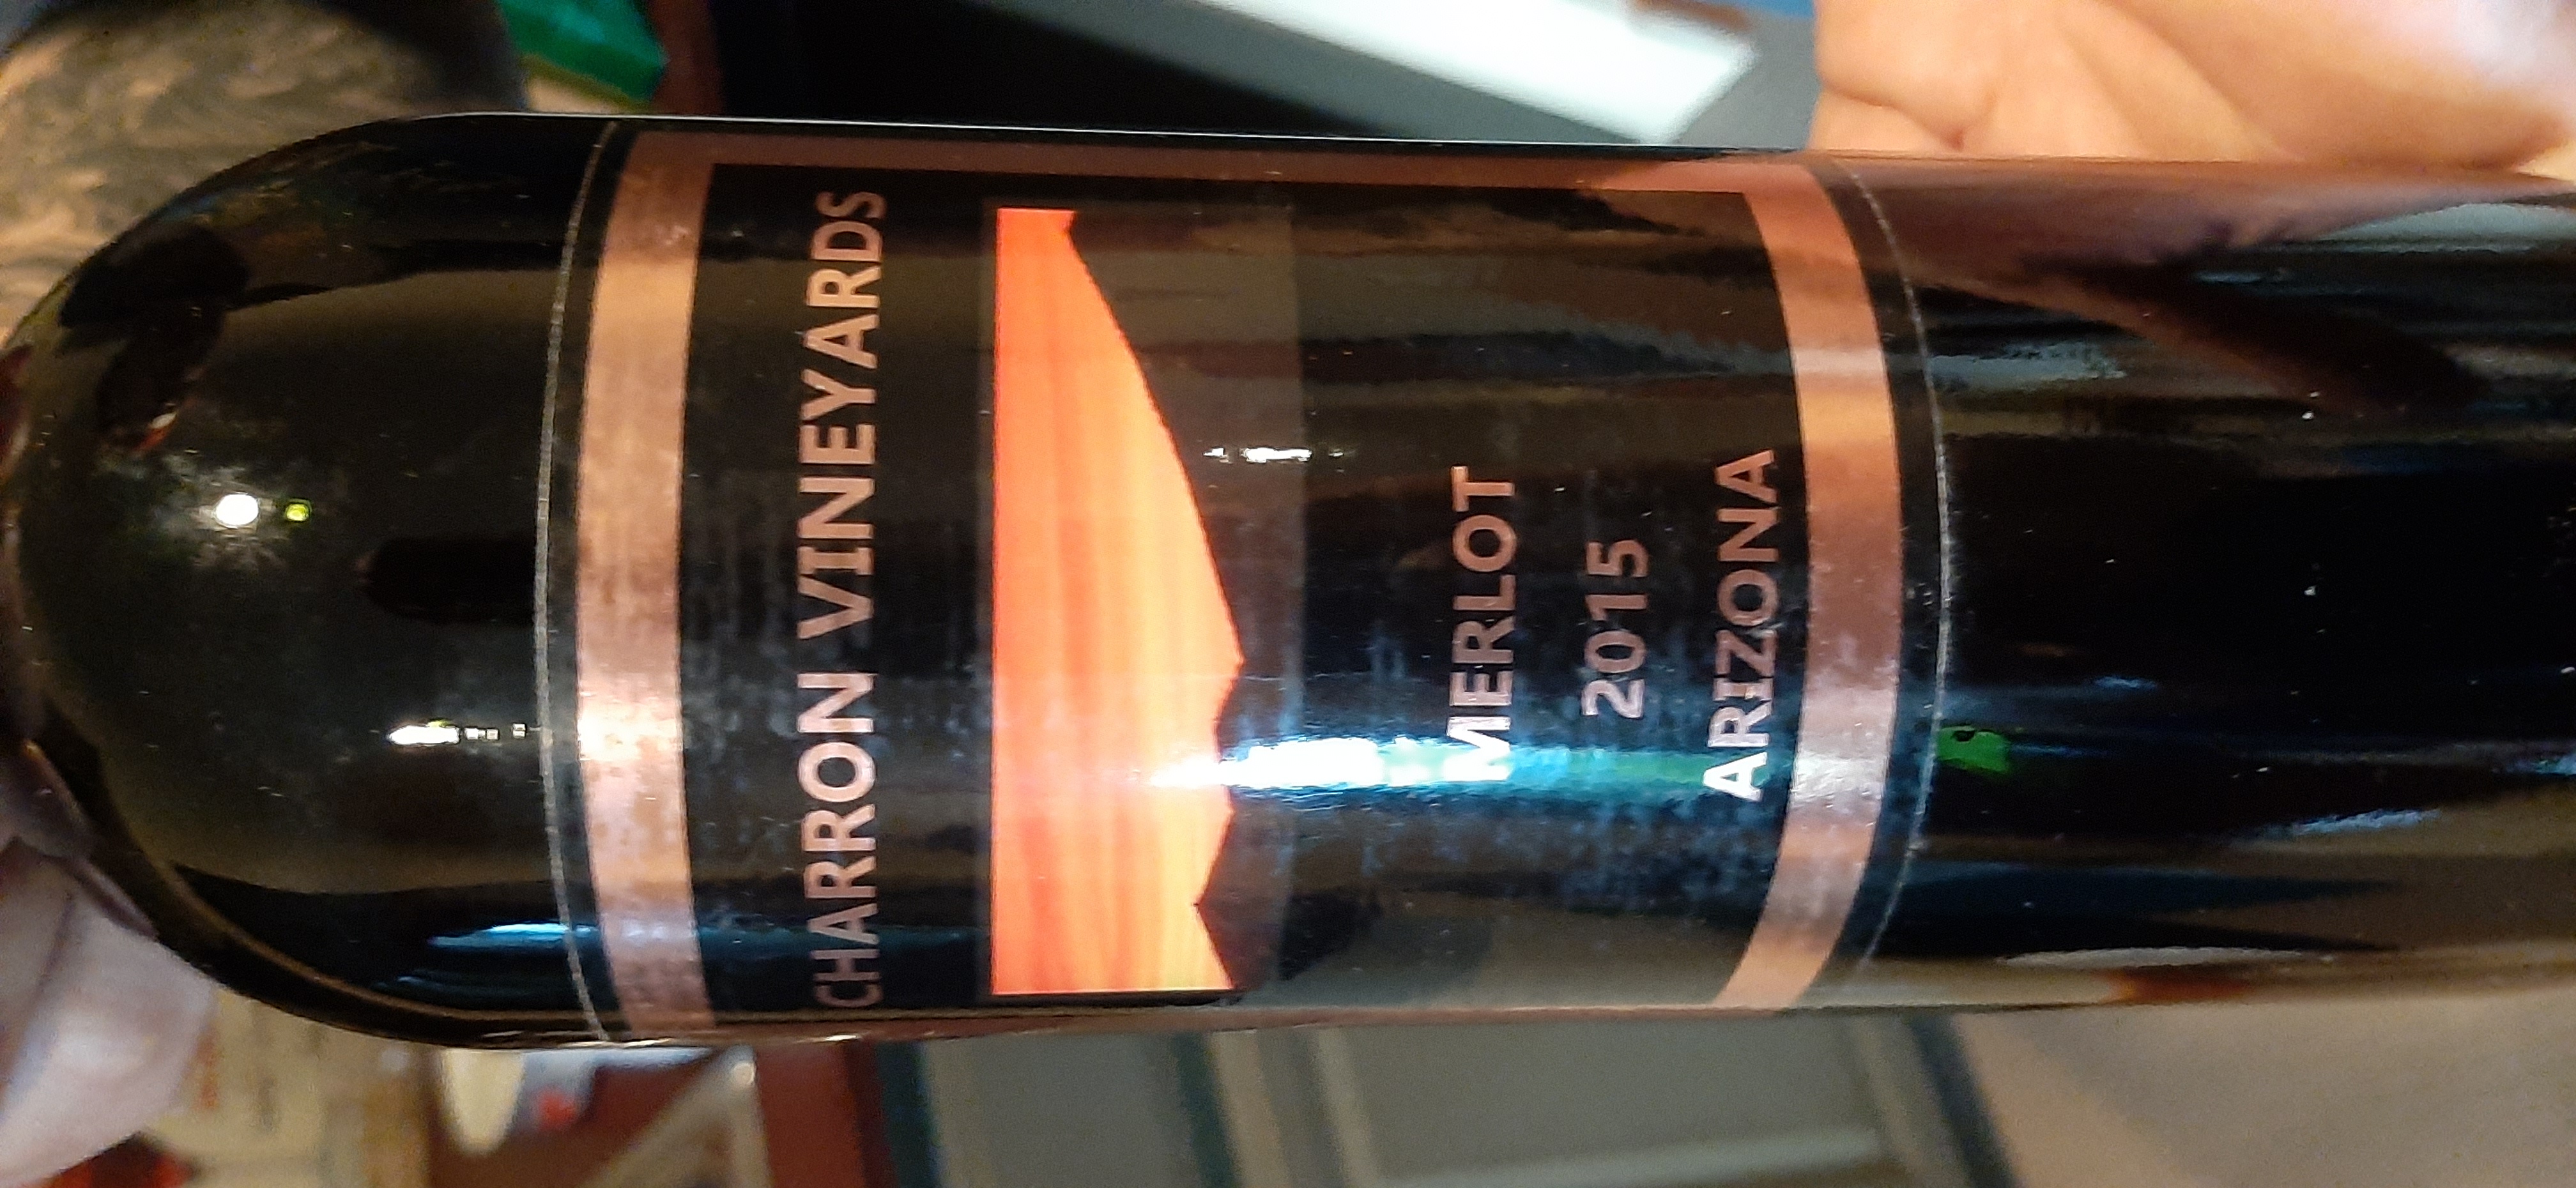 CHARRON VINEYARDS
MERLOT
2015
ARIZONA